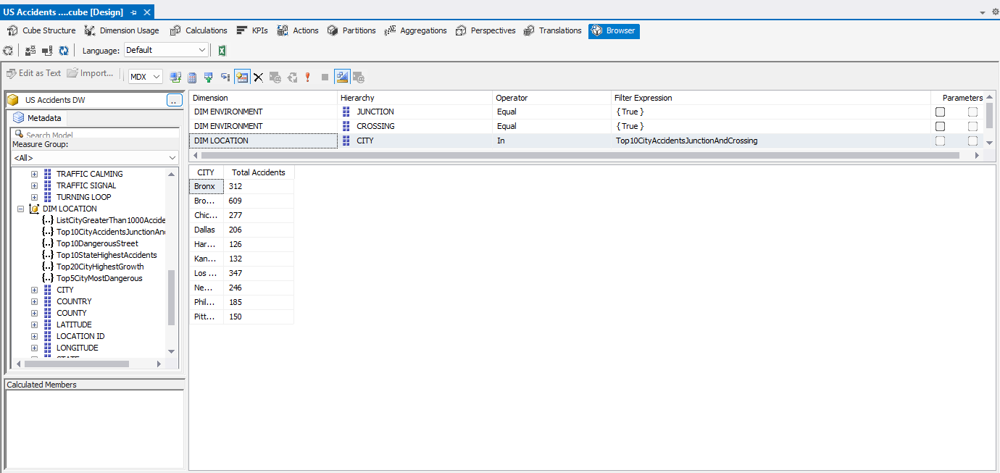 US Accidents ....cube [Design]
Cube Structure Dimension Usage Calculations KPIs Actions Partitions Aggregations Perspectives Translations Browser
Language: Default
Edit as Text Import... MDX
US Accidents DW ..
Metadata
Search Model
Measure Group:
<All>
TRAFFIC CALMING
TRAFFIC SIGNAL
TURNING LOOP
DIM LOCATION
ListCityGreaterThan1000Accide
Top10CityAccidentsJunctionAn
Top10DangerousStreet
Top10StateHighestAccidents
Top20CityHighestGrowth
Top5CityMostDangerous
CITY
COUNTRY
COUNTY
LATITUDE
LOCATION ID
LONGITUDE
STATE
Calculated Members
Dimension Hierarchy Operator Filter Expression Parameters
DIM ENVIRONMENT JUNCTION Equal { True }
DIM ENVIRONMENT CROSSING Equal { True }
DIM LOCATION CITY In Top10CityAccidentsJunctionAndCrossing
CITY Total Accidents
Bronx 312
Bro... 609
Chic... 277
Dallas 206
Har... 126
Kan... 132
Los ... 347
Ne... 246
Phil... 185
Pitt... 150